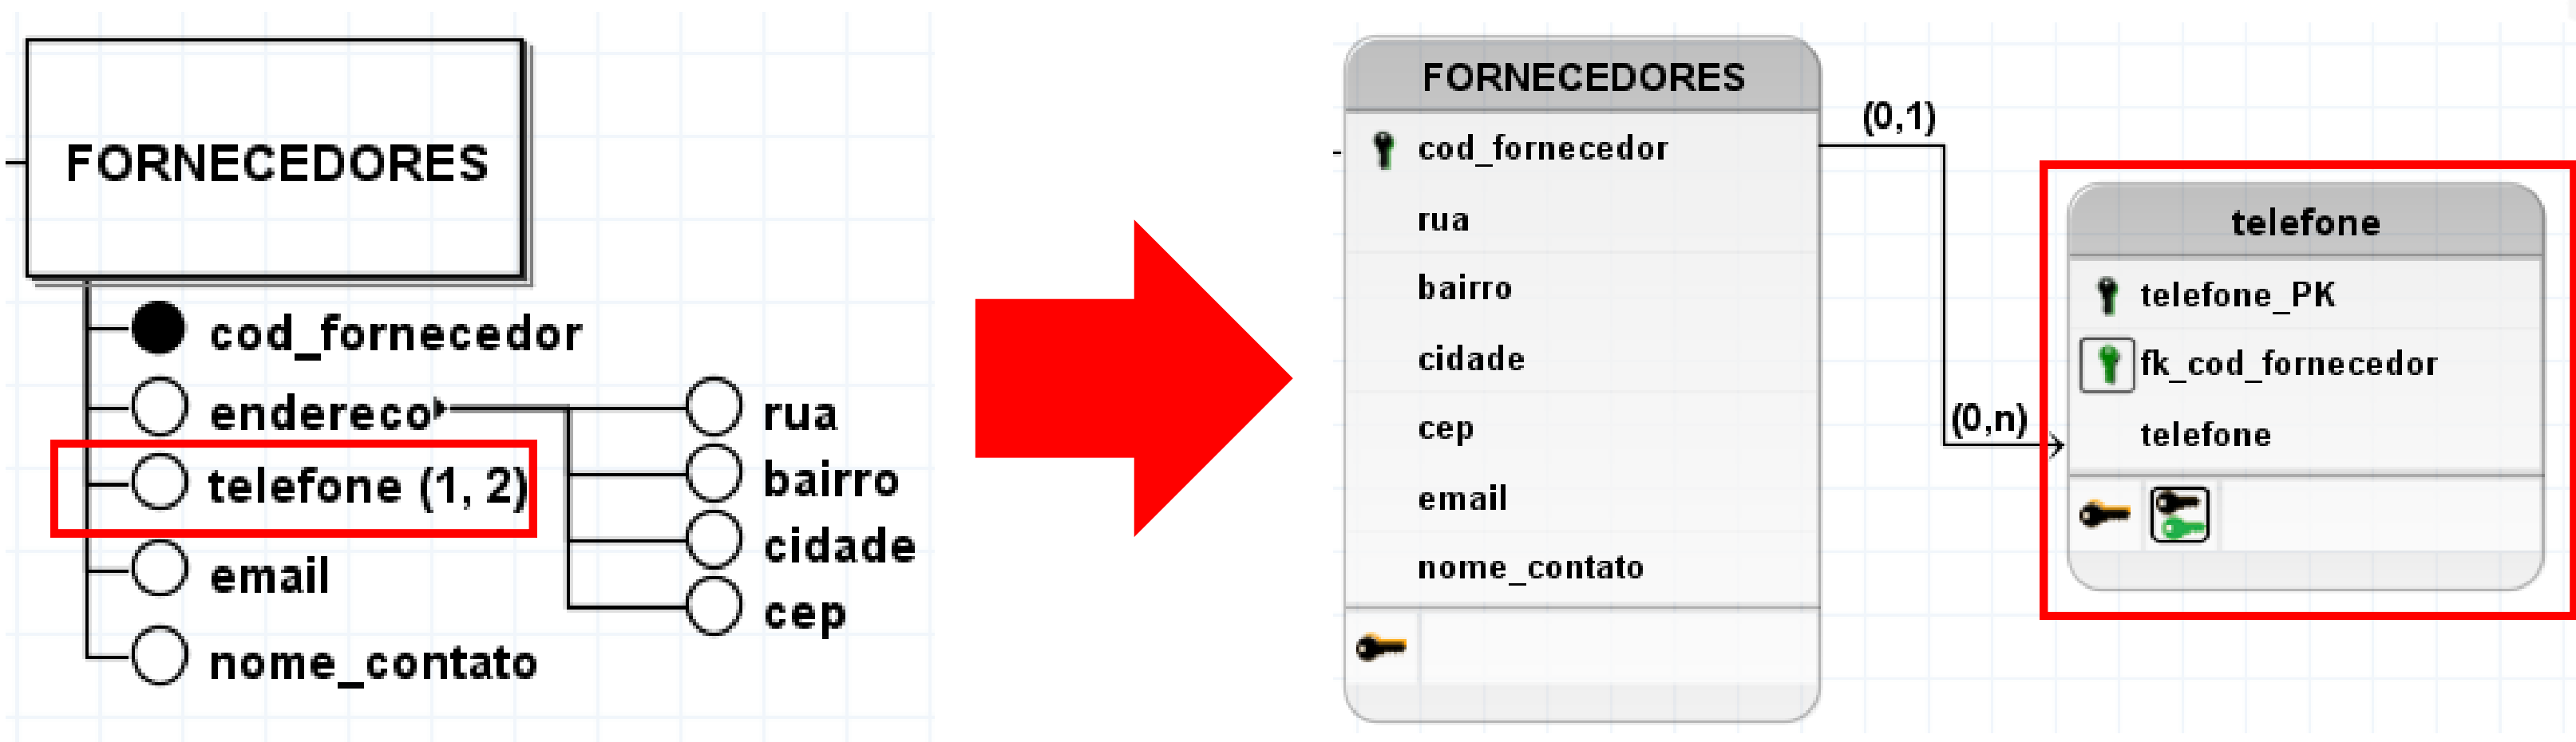 FORNECEDORES
cod_fornecedor
endereco
rua
bairro
cidade
cep
telefone (1, 2)
email
nome_contato
FORNECEDORES
cod_fornecedor
rua
bairro
cidade
cep
email
nome_contato
(0,1)
(0,n)
telefone
telefone_PK
fk_cod_fornecedor
telefone